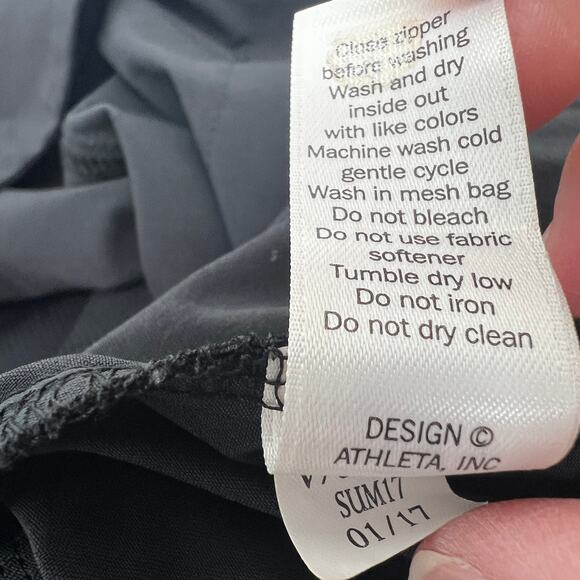 Close zipper
before washing
Wash and dry
inside out
with like colors
Machine wash cold
gentle cycle
Wash in mesh bag
Do not bleach
Do not use fabric
softener
Tumble dry low
Do not iron
Do not dry clean
DESIGN ©
ATHLETA, INC
SUM17
01/17